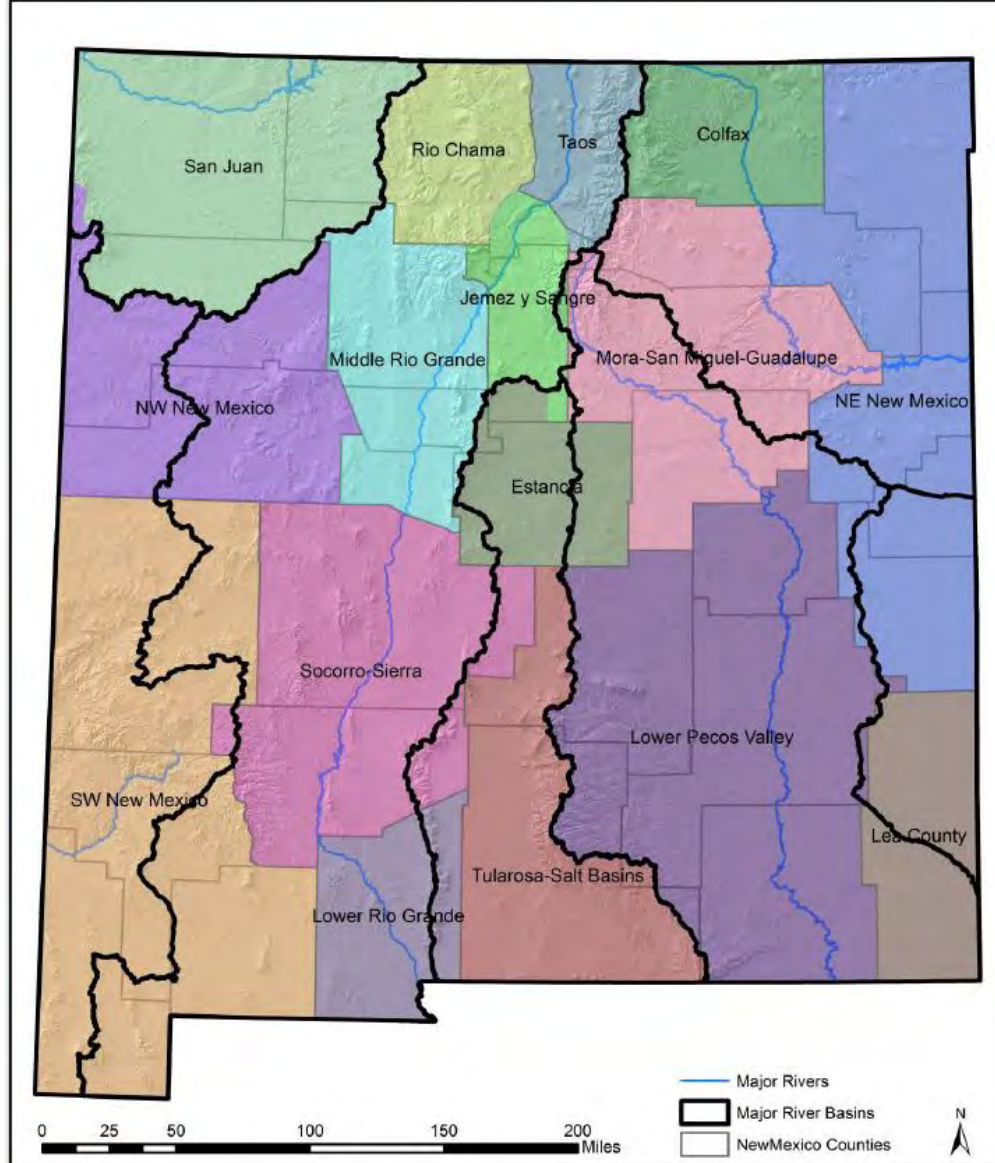 San Juan
Rio Chama
Taos
Colfax
Jemez y Sangre
Middle Rio Grande
Mora-San Miguel-Guadalupe
NW New Mexico
NE New Mexico
Estancia
Socorro-Sierra
Lower Pecos Valley
SW New Mexico
Lea County
Tularosa-Salt Basins
Lower Rio Grande
Major Rivers
Major River Basins
NewMexico Counties
N
0 25 50 100 150 200
Miles